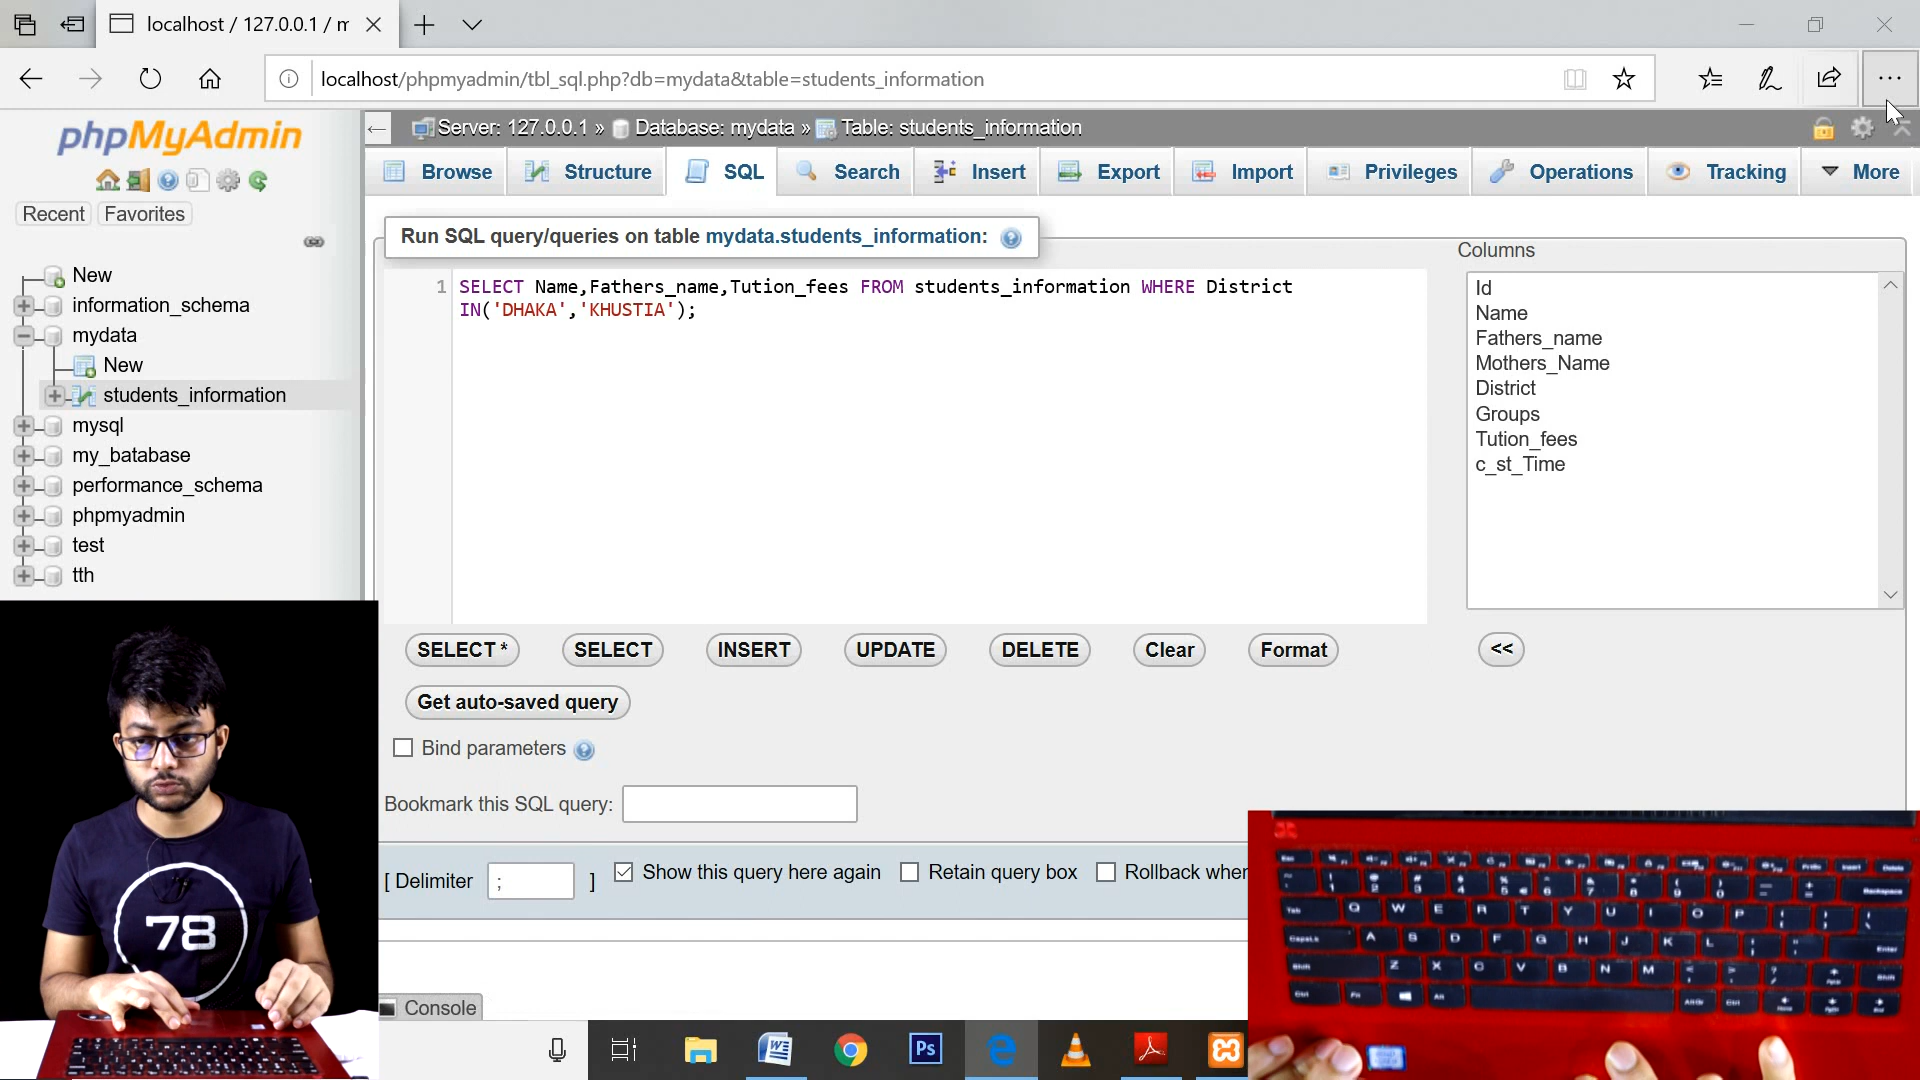 localhost / 127.0.0.1 / m
localhost/phpmyadmin/tbl_sql.php?db=mydata&table=students_information
phpMyAdmin
Server: 127.0.0.1 » Database: mydata » Table: students_information
Browse Structure SQL Search Insert Export Import Privileges Operations Tracking More
Recent Favorites
New
information_schema
mydata
New
students_information
mysql
my_batabase
performance_schema
phpmyadmin
test
tth
Run SQL query/queries on table mydata.students_information:
1 SELECT Name,Fathers_name,Tution_fees FROM students_information WHERE District
IN('DHAKA','KHUSTIA');
Columns
Id
Name
Fathers_name
Mothers_Name
District
Groups
Tution_fees
c_st_Time
SELECT * SELECT INSERT UPDATE DELETE Clear Format <<
Get auto-saved query
Bind parameters
Bookmark this SQL query:
[ Delimiter ; ] Show this query here again Retain query box Rollback wher
Console
Ps
78
Q W E R T Y U I O P
A S D F G H J K L
Z X C V B N M